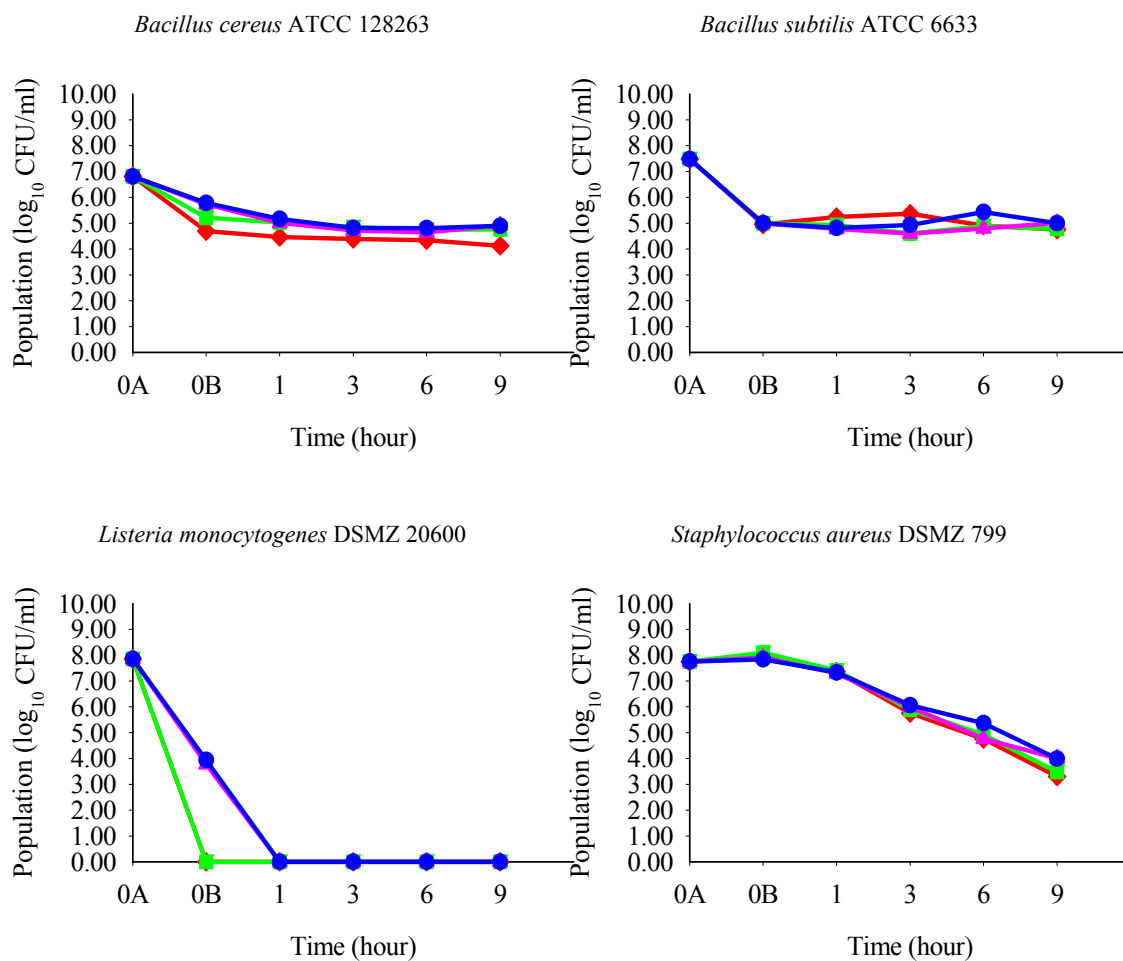 Bacillus cereus ATCC 128263
Population (log10 CFU/ml)
10.00
9.00
8.00
7.00
6.00
5.00
4.00
3.00
2.00
1.00
0.00
0A 0B 1 3 6 9
Time (hour)
Bacillus subtilis ATCC 6633
Population (log10 CFU/ml)
10.00
9.00
8.00
7.00
6.00
5.00
4.00
3.00
2.00
1.00
0.00
0A 0B 1 3 6 9
Time (hour)
Listeria monocytogenes DSMZ 20600
Population (log10 CFU/ml)
10.00
9.00
8.00
7.00
6.00
5.00
4.00
3.00
2.00
1.00
0.00
0A 0B 1 3 6 9
Time (hour)
Staphylococcus aureus DSMZ 799
Population (log10 CFU/ml)
10.00
9.00
8.00
7.00
6.00
5.00
4.00
3.00
2.00
1.00
0.00
0A 0B 1 3 6 9
Time (hour)